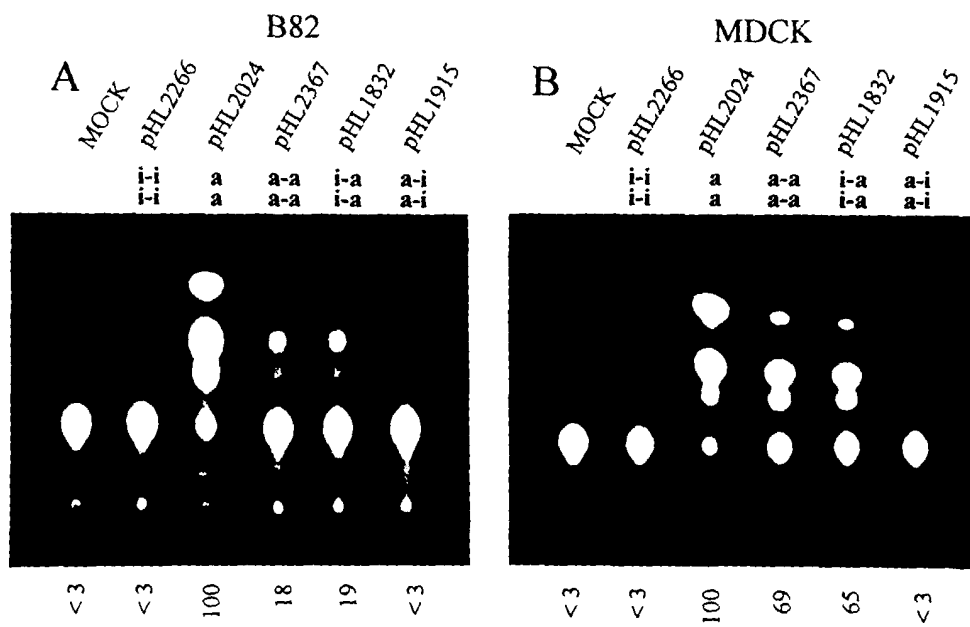 B82
A
MOCK
pHL2266
pHL2024
pHL2367
pHL1832
pHL1915
i-i a a-a i-a a-i
i-i a a-a i-a a-i
< 3
< 3
100
18
19
< 3
MDCK
B
MOCK
pHL2266
pHL2024
pHL2367
pHL1832
pHL1915
i-i a a-a i-a a-i
i-i a a-a i-a a-i
< 3
< 3
100
69
65
< 3